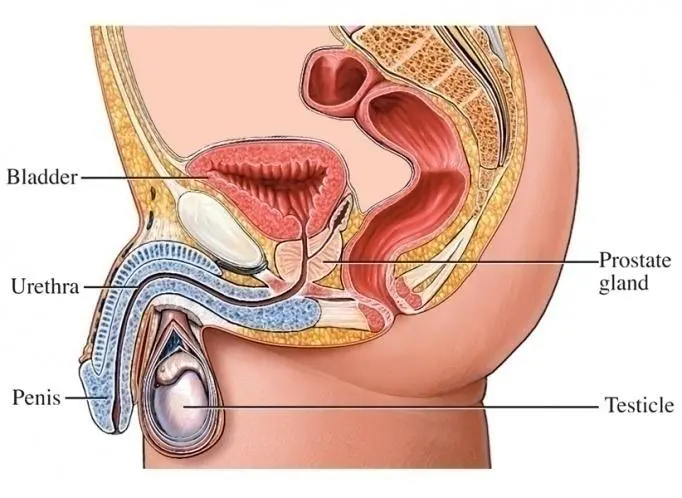 Bladder
Urethra
Penis
Prostate
gland
Testicle